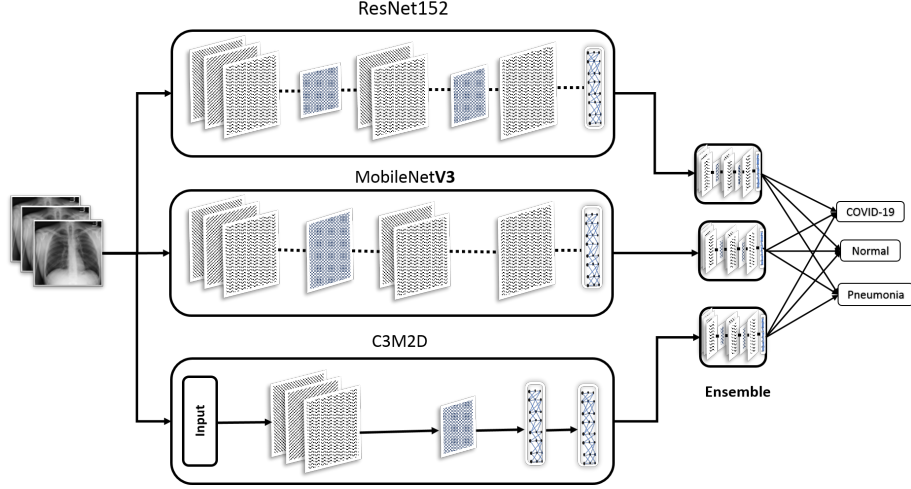 ResNet152
MobileNetV3
C3M2D
Input
COVID-19
Normal
Pneumonia
Ensemble